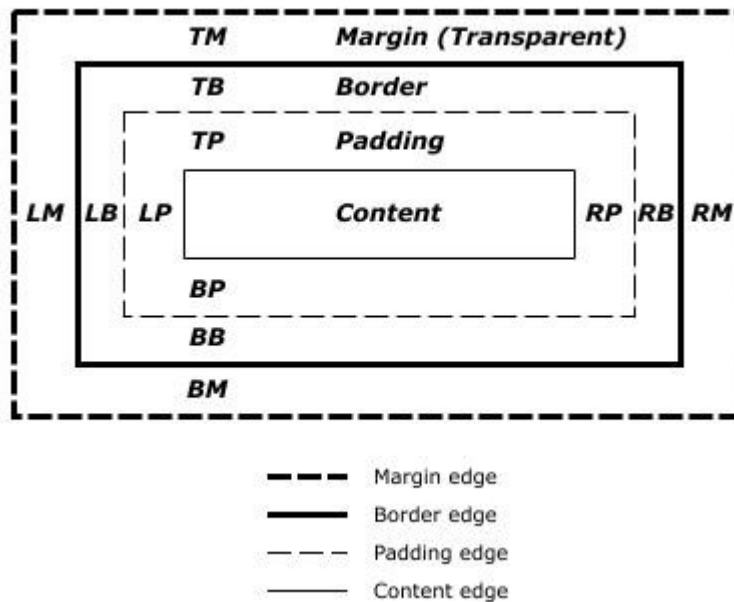 TM Margin (Transparent)
TB Border
TP Padding
LM LB LP Content RP RB RM
BP
BB
BM
Margin edge
Border edge
Padding edge
Content edge